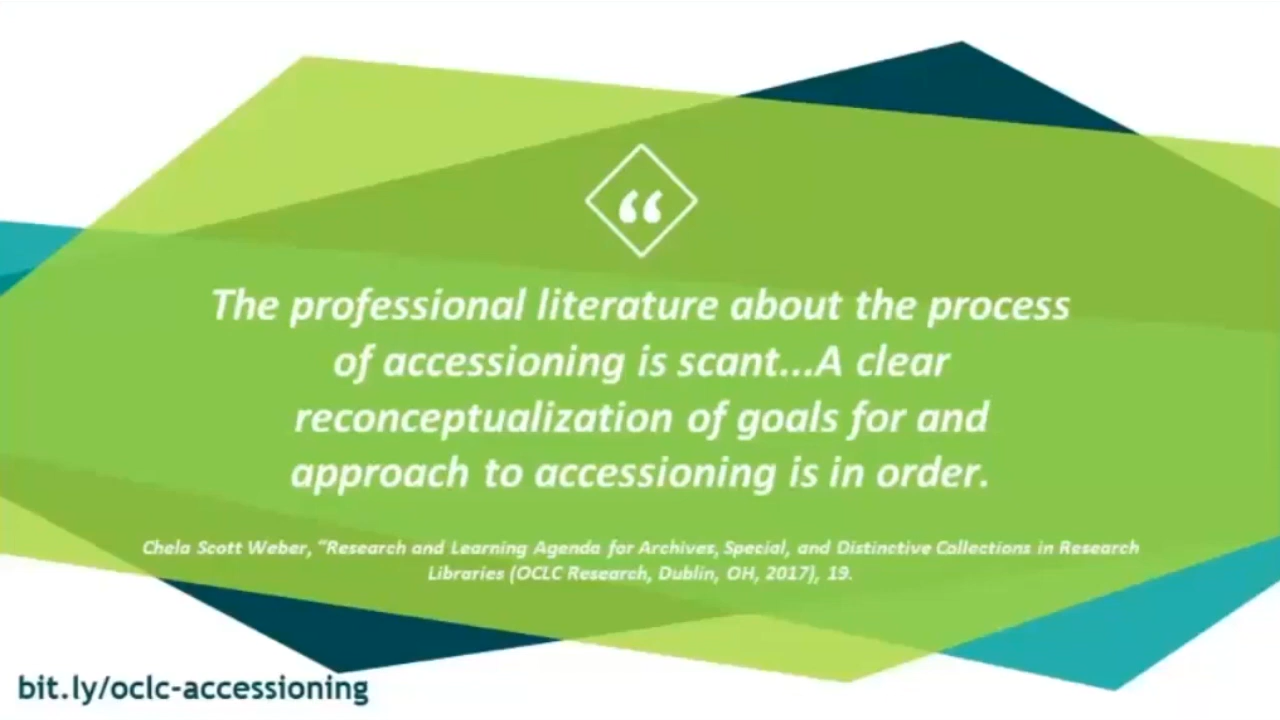 “
The professional literature about the process
of accessioning is scant...A clear
reconceptualization of goals for and
approach to accessioning is in order.
Chela Scott Weber, “Research and Learning Agenda for Archives, Special, and Distinctive Collections in Research
Libraries (OCLC Research, Dublin, OH, 2017), 19.
bit.ly/oclc-accessioning